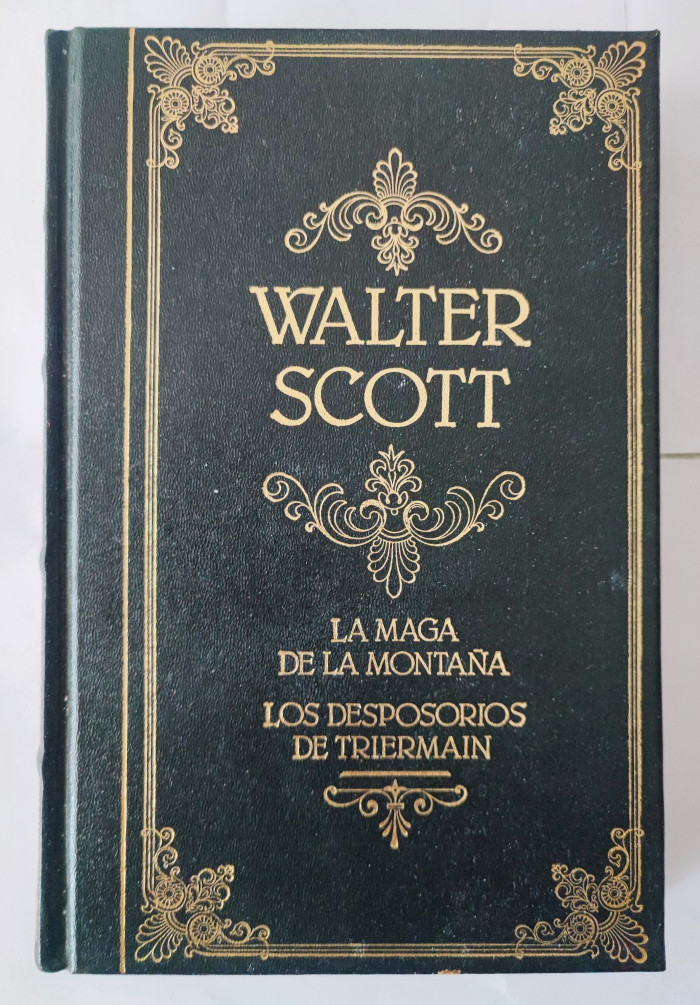 WALTER
SCOTT
LA MAGA
DE LA MONTAÑA
LOS DESPOSORIOS
DE TRIERMAIN